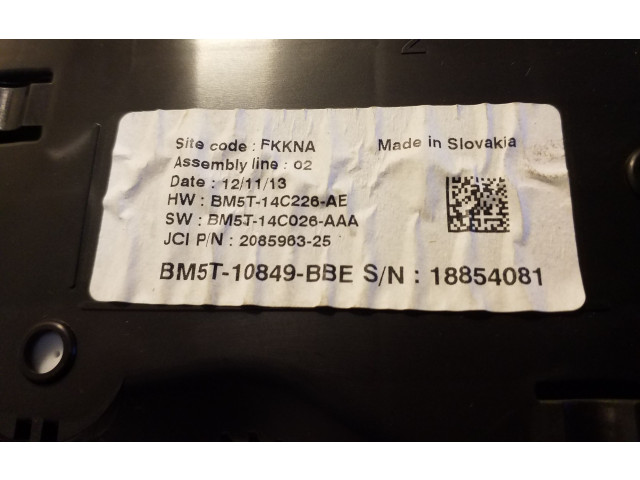 Site code : FKKNA
Made in Slovakia
Assembly line : 02
Date : 12/11/13
HW : BM5T-14C226-AE
SW : BM5T-14C026-AAA
JCI P/N : 2085963-25
BM5T-10849-BBE S/N : 18854081